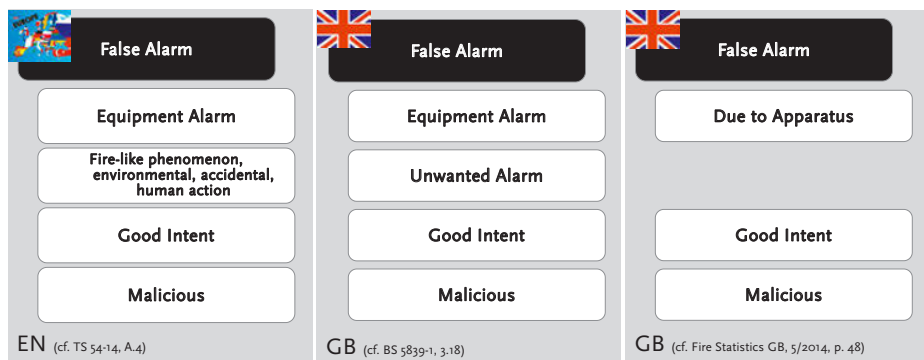 EUROPE
False Alarm
Equipment Alarm
Fire-like phenomenon,
environmental, accidental,
human action
Good Intent
Malicious
EN (cf. TS 54-14, A.4)
False Alarm
Equipment Alarm
Unwanted Alarm
Good Intent
Malicious
GB (cf. BS 5839-1, 3.18)
False Alarm
Due to Apparatus
Good Intent
Malicious
GB (cf. Fire Statistics GB, 5/2014, p. 48)